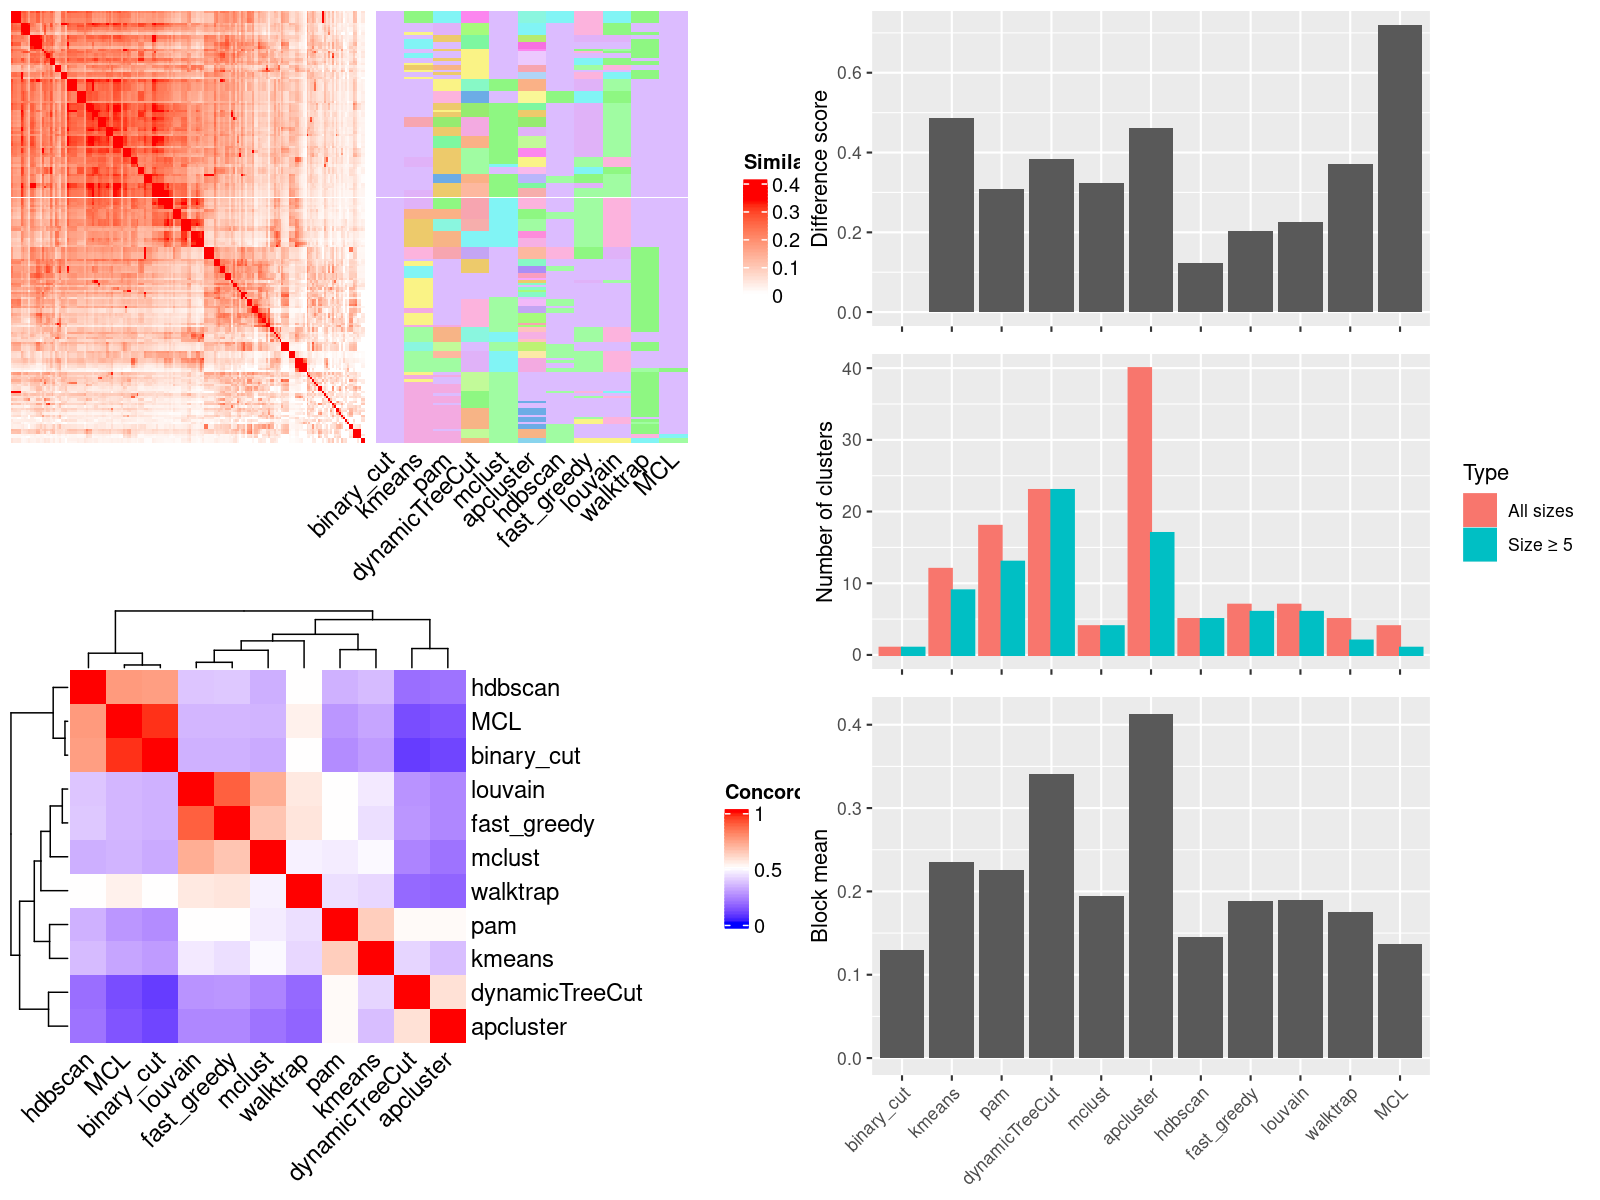 Simila
0.4
0.3
0.2
0.1
0
binary_cut
kmeans
pam
dynamicTreeCut
mclust
apcluster
hdbscan
fast_greedy
louvain
walktrap
MCL
hdbscan
MCL
binary_cut
louvain
fast_greedy
mclust
walktrap
pam
kmeans
dynamicTreeCut
apcluster
hdbscan
MCL
binary_cut
louvain
fast_greedy
mclust
walktrap
pam
kmeans
dynamicTreeCut
apcluster
Concord
1
0.5
0
Difference score
0.6
0.4
0.2
0.0
Number of clusters
40
30
20
10
0
Type
All sizes
Size ≥ 5
Block mean
0.4
0.3
0.2
0.1
0.0
binary_cut
kmeans
pam
dynamicTreeCut
mclust
apcluster
hdbscan
fast_greedy
louvain
walktrap
MCL